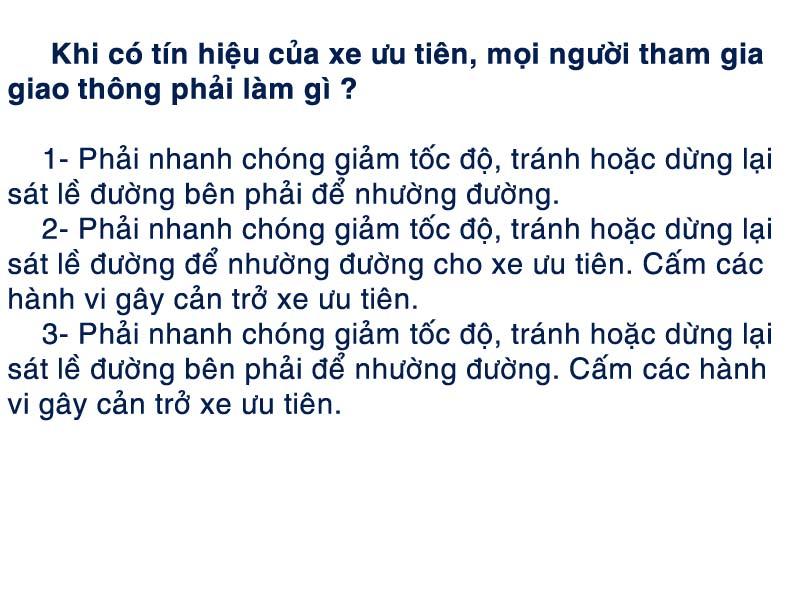 Khi có tín hiệu của xe ưu tiên, mọi người tham gia
giao thông phải làm gì ?
1- Phải nhanh chóng giảm tốc độ, tránh hoặc dừng lại
sát lề đường bên phải để nhường đường.
2- Phải nhanh chóng giảm tốc độ, tránh hoặc dừng lại
sát lề đường để nhường đường cho xe ưu tiên. Cấm các
hành vi gây cản trở xe ưu tiên.
3- Phải nhanh chóng giảm tốc độ, tránh hoặc dừng lại
sát lề đường bên phải để nhường đường. Cấm các hành
vi gây cản trở xe ưu tiên.